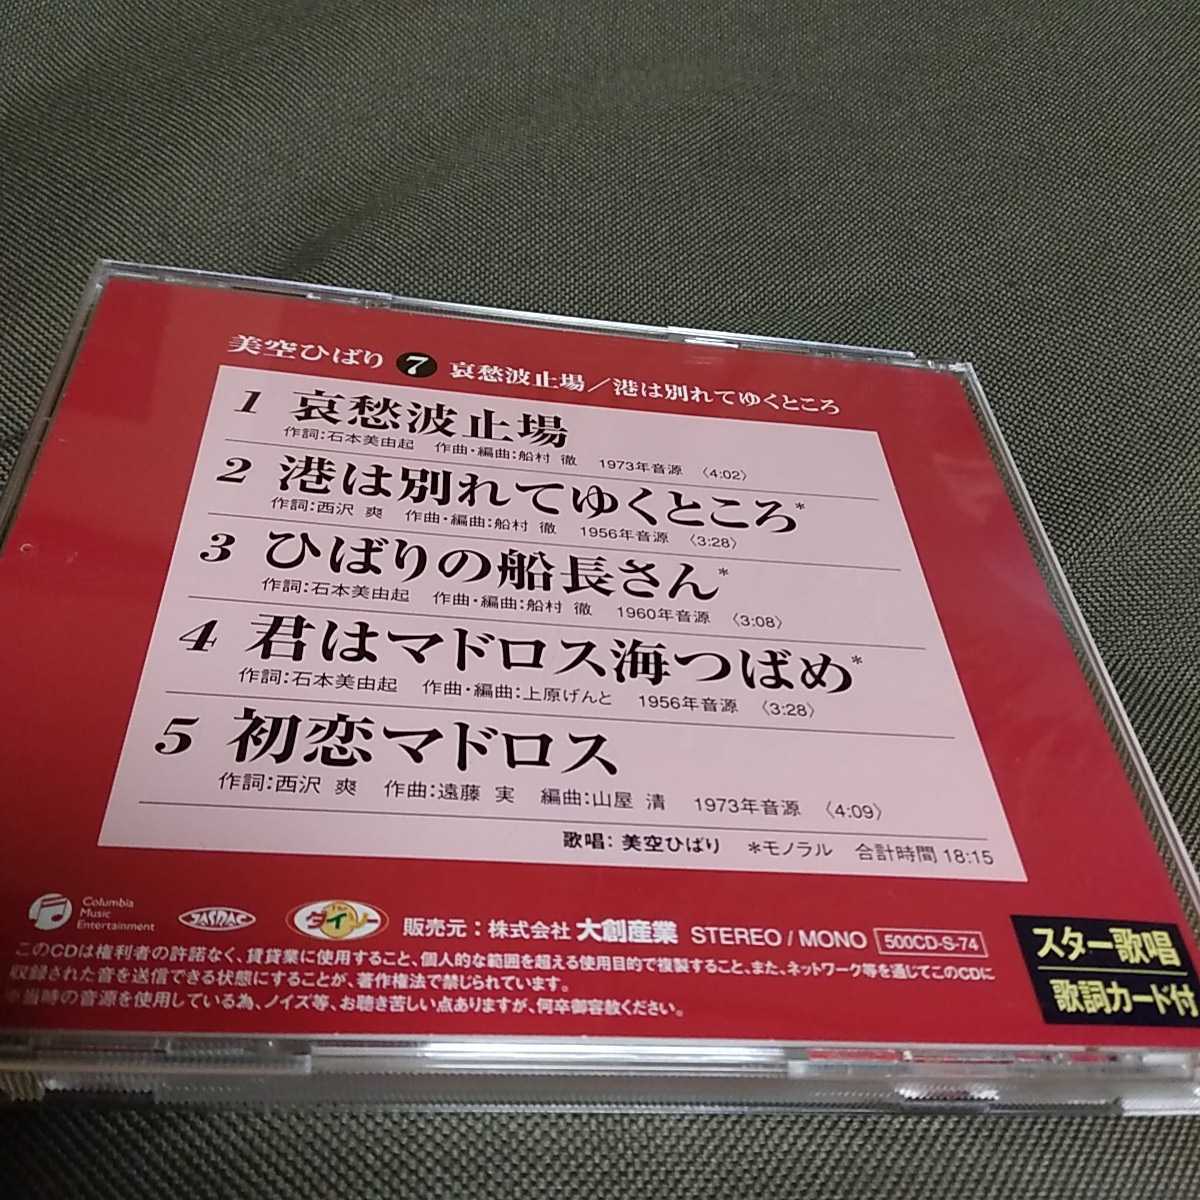 美空ひばり 7 哀愁波止場／港は別れてゆくところ
1 哀愁波止場
作詞：石本美由起 作曲・編曲：船村 徹 1973年音源 〈4:02〉
2 港は別れてゆくところ*
作詞：西沢 爽 作曲・編曲：船村 徹 1956年音源 〈3:28〉
3 ひばりの船長さん*
作詞：石本美由起 作曲・編曲：船村 徹 1960年音源 〈3:08〉
4 君はマドロス海つばめ*
作詞：石本美由起 作曲・編曲：上原げんと 1956年音源 〈3:28〉
5 初恋マドロス
作詞：西沢 爽 作曲：遠藤 実 編曲：山屋 清 1973年音源 〈4:09〉
歌唱：美空ひばり *モノラル 合計時間 18:15
Columbia
Music
Entertainment
JASRAC
The
ダイソー
販売元：株式会社 大創産業 STEREO / MONO 500CD-S-74
このCDは権利者の許諾なく、賃貸業に使用すること、個人的な範囲を超える使用目的で複製すること、また、ネットワーク等を通じてこのCDに
収録された音を送信できる状態にすることが、著作権法で禁じられています。
※当時の音源を使用している為、ノイズ等、お聴き苦しい点ありますが、何卒御容赦ください。
スター歌唱
歌詞カード付